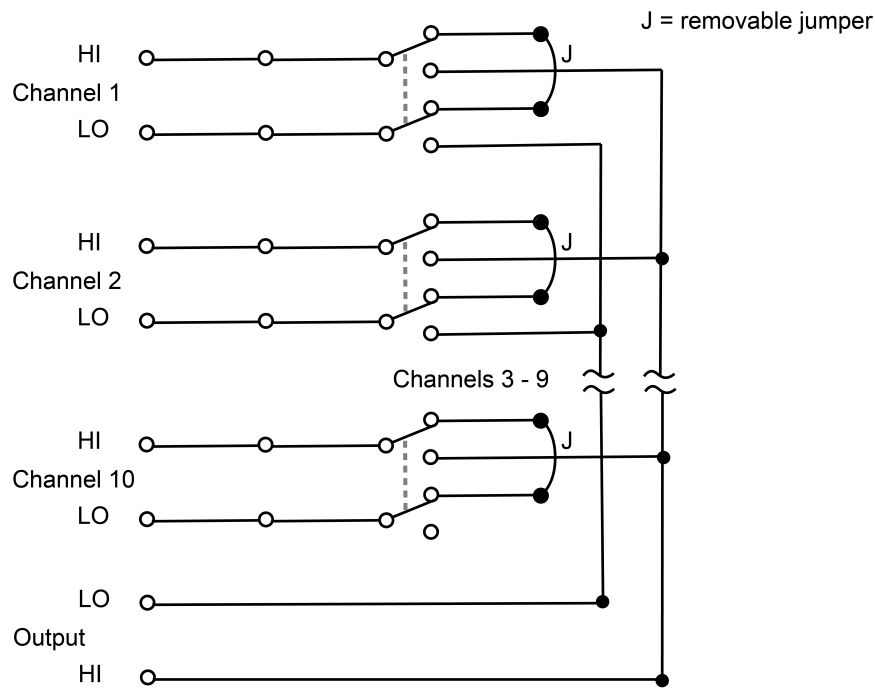 J = removable jumper
HI
J
Channel 1
LO
HI
J
Channel 2
LO
Channels 3 - 9
HI
J
Channel 10
LO
LO
Output
HI